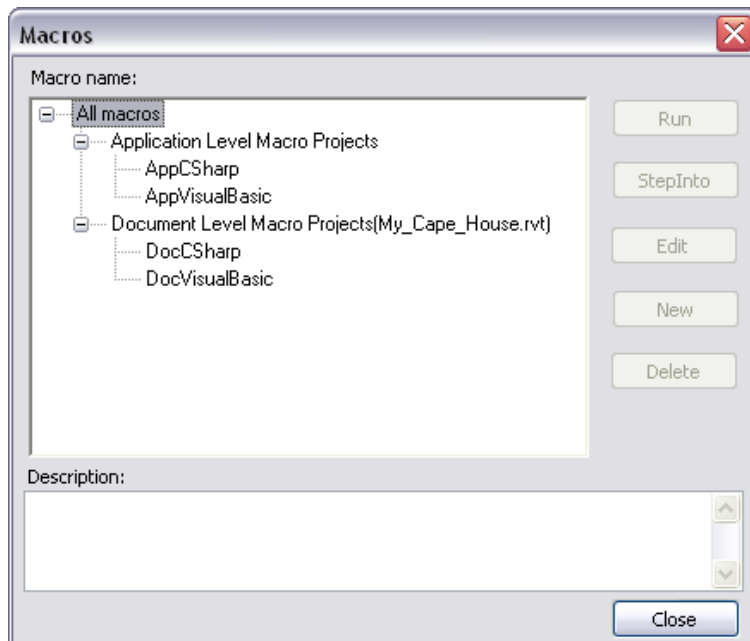 Macros
Macro name:
All macros
Application Level Macro Projects
AppCSharp
AppVisualBasic
Document Level Macro Projects(My_Cape_House.rvt)
DocCSharp
DocVisualBasic
Run
StepInto
Edit
New
Delete
Description:
Close